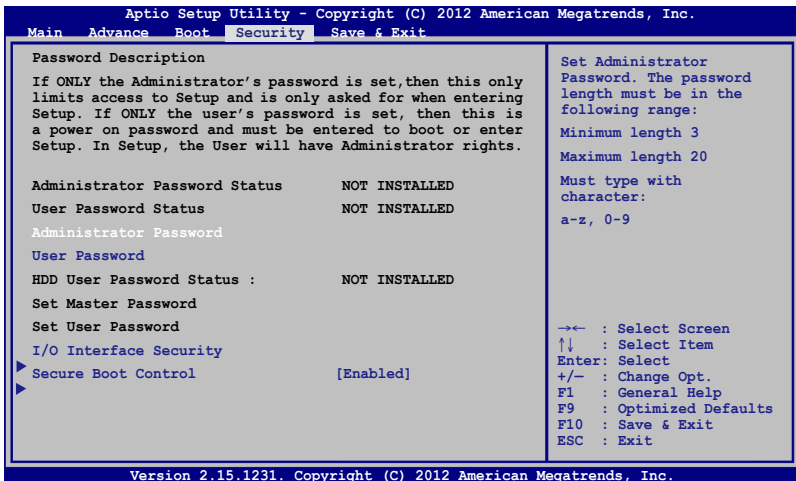 Aptio Setup Utility - Copyright (C) 2012 American Megatrends, Inc.
Main Advance Boot Security Save & Exit
Password Description
If ONLY the Administrator's password is set,then this only
limits access to Setup and is only asked for when entering
Setup. If ONLY the user's password is set, then this is
a power on password and must be entered to boot or enter
Setup. In Setup, the User will have Administrator rights.
Administrator Password Status NOT INSTALLED
User Password Status NOT INSTALLED
Administrator Password
User Password
HDD User Password Status : NOT INSTALLED
Set Master Password
Set User Password
I/O Interface Security
Secure Boot Control [Enabled]
Set Administrator
Password. The password
length must be in the
following range:
Minimum length 3
Maximum length 20
Must type with
character:
a-z, 0-9
→← : Select Screen
↑↓ : Select Item
Enter: Select
+/— : Change Opt.
F1 : General Help
F9 : Optimized Defaults
F10 : Save & Exit
ESC : Exit
Version 2.15.1231. Copyright (C) 2012 American Megatrends, Inc.